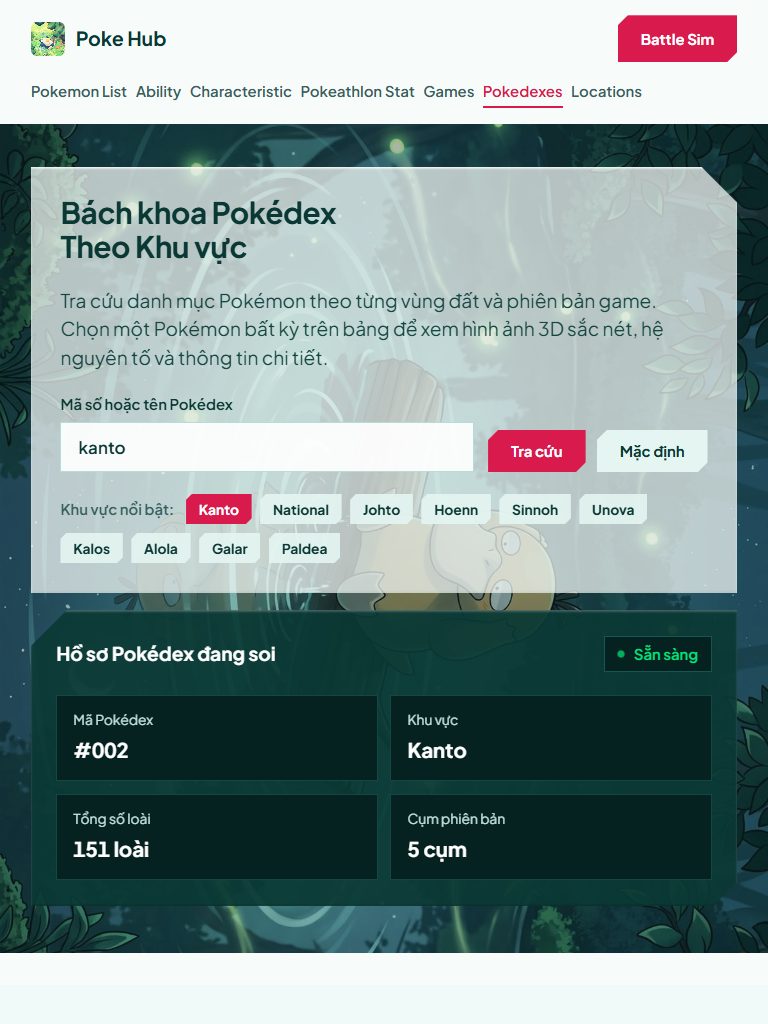 Poke Hub
Battle Sim
Pokemon List Ability Characteristic Pokeathlon Stat Games Pokedexes Locations
Bách khoa Pokédex
Theo Khu vực
Tra cứu danh mục Pokémon theo từng vùng đất và phiên bản game.
Chọn một Pokémon bất kỳ trên bảng để xem hình ảnh 3D sắc nét, hệ
nguyên tố và thông tin chi tiết.
Mã số hoặc tên Pokédex
kanto
Tra cứu
Mặc định
Khu vực nổi bật: Kanto National Johto Hoenn Sinnoh Unova
Kalos Alola Galar Paldea
Hồ sơ Pokédex đang soi
Sẵn sàng
Mã Pokédex
#002
Khu vực
Kanto
Tổng số loài
151 loài
Cụm phiên bản
5 cụm